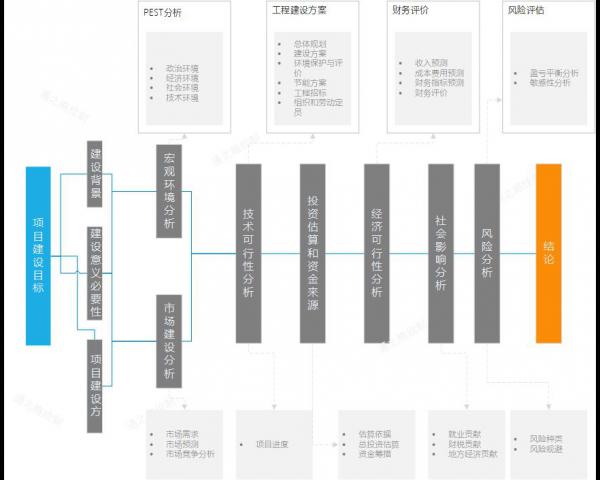 PEST分析
工程建设方案
财务评价
风险评估
政治环境
经济环境
社会环境
技术环境
总体规划
建设方案
环境保护与评
价
节能方案
工程招标
组织和劳动定
员
收入预测
成本费用预测
财务指标预测
财务评价
盈亏平衡分析
敏感性分析
项目建设目标
建设背景
建设意义必要性
项目建设方
宏观环境分析
市场建设分析
技术可行性分析
投资估算和资金来源
经济可行性分析
社会影响分析
风险分析
结论
市场需求
市场预测
市场竞争分析
项目进度
估算依据
总投资估算
资金筹措
就业贡献
财税贡献
地方经济贡献
风险种类
风险规避